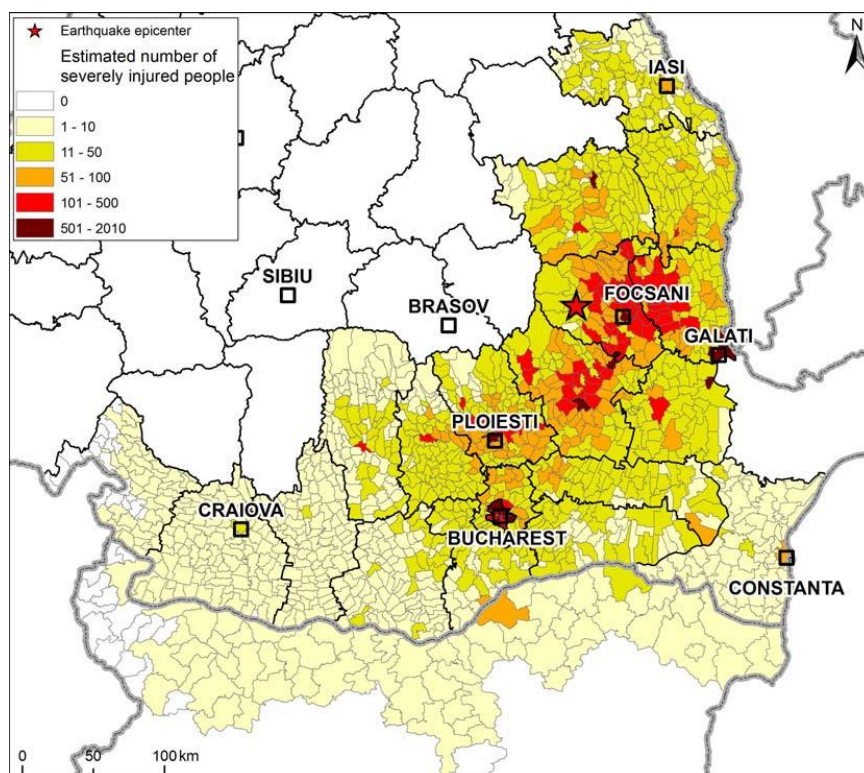 Earthquake epicenter
Estimated number of
severely injured people
0
1 - 10
11 - 50
51 - 100
101 - 500
501 - 2010
N
IASI
SIBIU
BRASOV
FOCSANI
GALATI
PLOIESTI
CRAIOVA
BUCHAREST
CONSTANTA
0 50 100 km